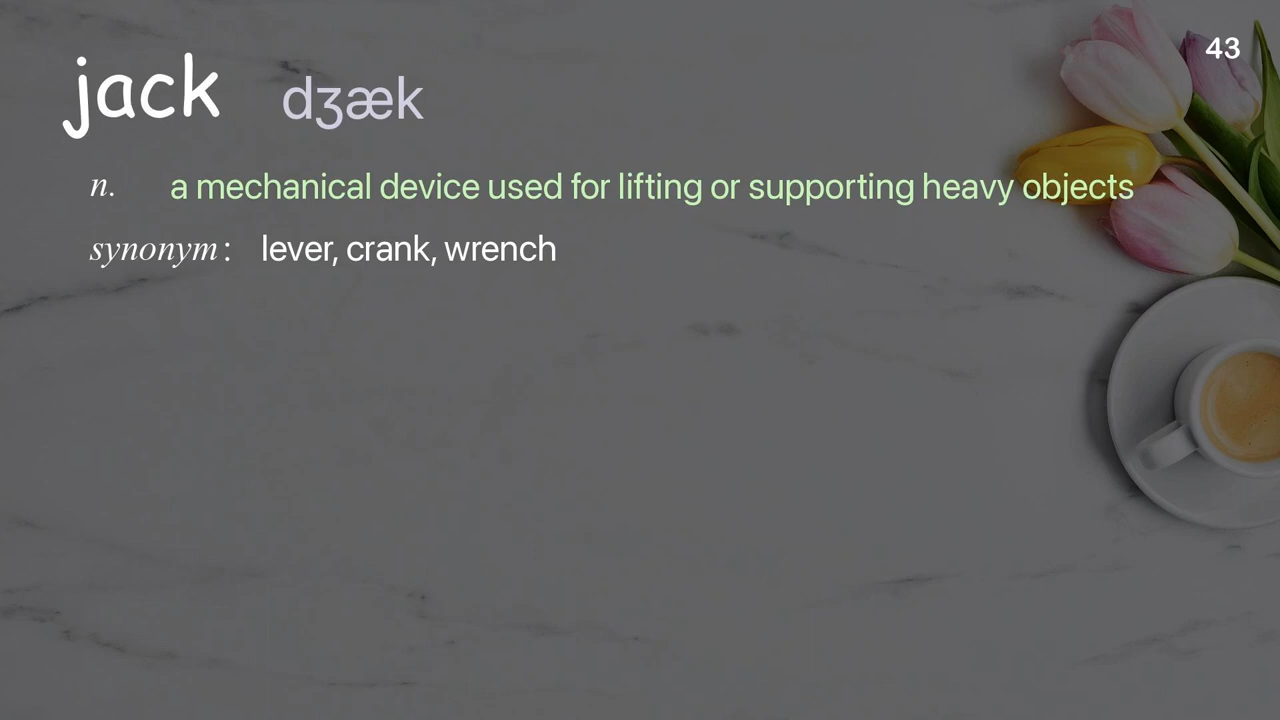 43
jack dʒæk
n. a mechanical device used for lifting or supporting heavy objects
synonym : lever, crank, wrench